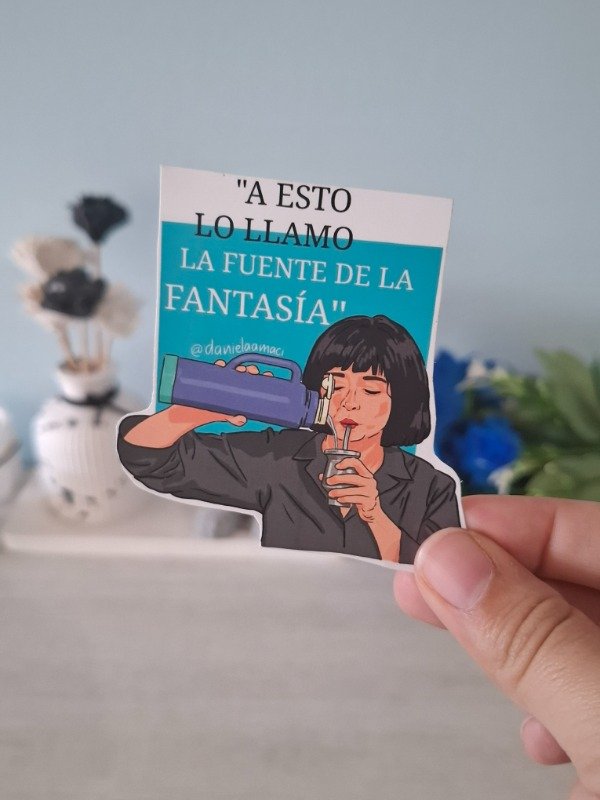 "A ESTO
LO LLAMO
LA FUENTE DE LA
FANTASÍA"
@danielaamaci